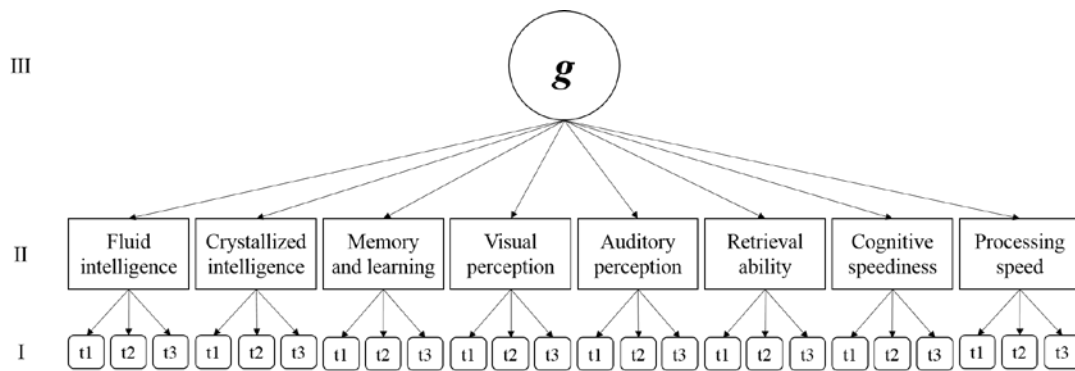 III
g
II
Fluid
intelligence
Crystallized
intelligence
Memory
and learning
Visual
perception
Auditory
perception
Retrieval
ability
Cognitive
speediness
Processing
speed
I
t1 t2 t3 t1 t2 t3 t1 t2 t3 t1 t2 t3 t1 t2 t3 t1 t2 t3 t1 t2 t3 t1 t2 t3